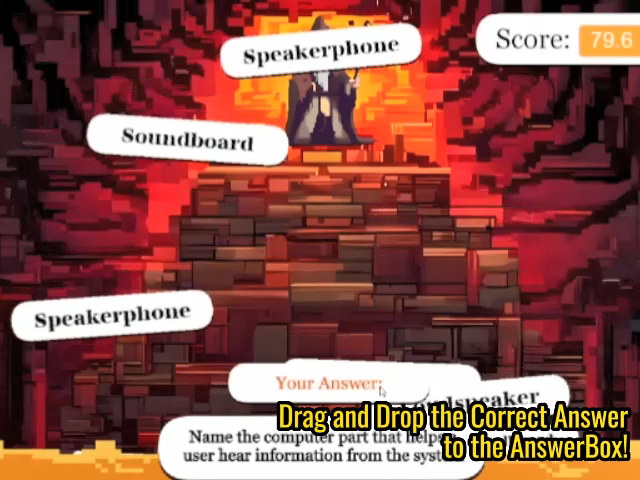 Speakerphone
Score: 79.6
Soundboard
Speakerphone
Your Answer:
Drag and Drop the Correct Answer
to the AnswerBox!
Name the computer part that helps
user hear information from the